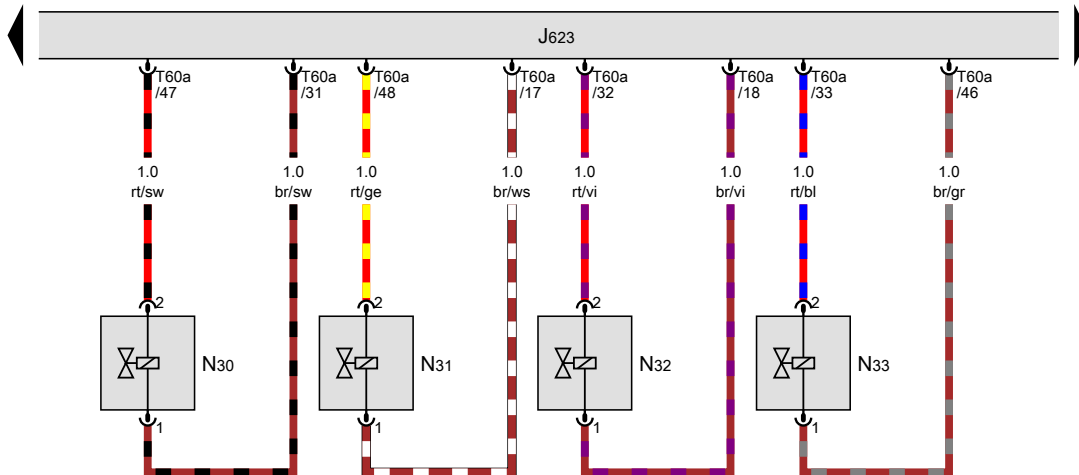 J623
T60a
/47
T60a
/31
T60a
/48
T60a
/17
T60a
/32
T60a
/18
T60a
/33
T60a
/46
1.0
rt/sw
1.0
br/sw
1.0
rt/ge
1.0
br/ws
1.0
rt/vi
1.0
br/vi
1.0
rt/bl
1.0
br/gr
2
2
2
2
N30
N31
N32
N33
1
1
1
1